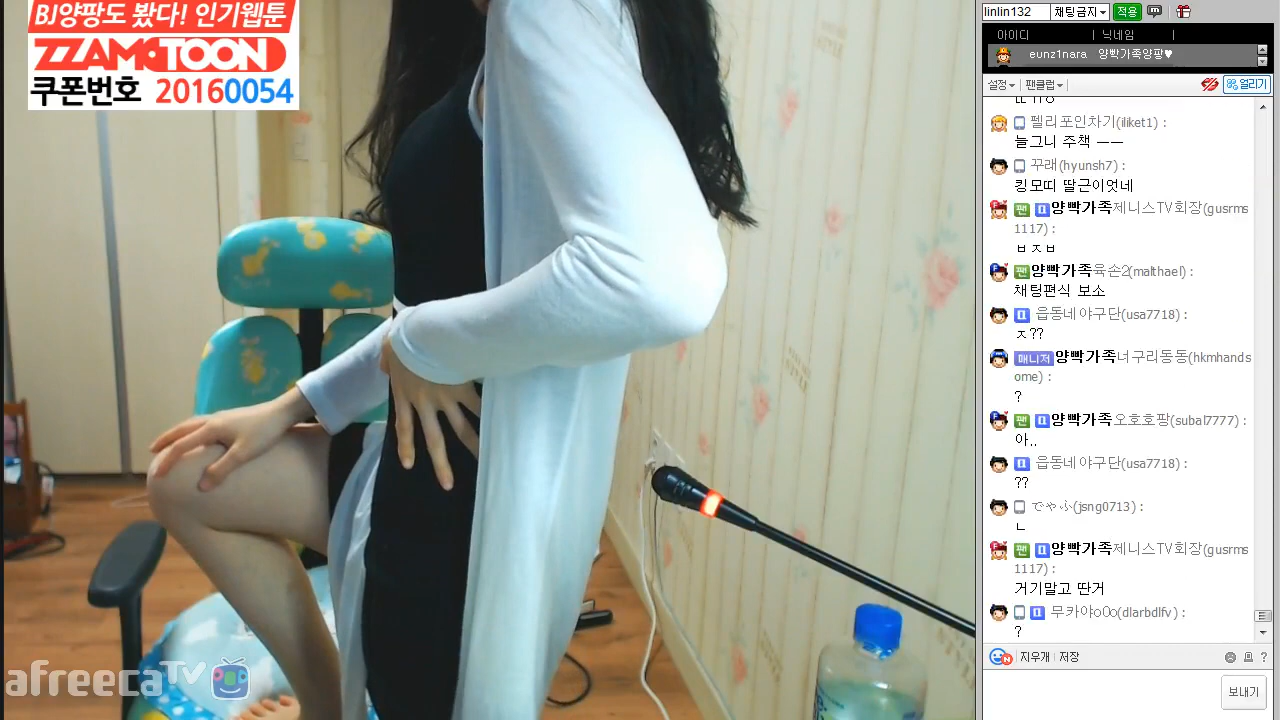 BJ양팡도 봤다! 인기웹툰
ZZAM·TOON
쿠폰번호 20160054
afreecaTV
linlin132 채팅금지 적용
아이디 닉네임
eunz1nara 양빡가족양팡♥
설정 팬클럽 열리기
펠리포인차기(iliket1) :
늘그니 주책 ㅡㅡ
꾸래(hyunsh7) :
킹모띠 딸근이엇네
팬 양빡가족제니스TV회장(gusrms
1117) :
ㅂㅈㅂ
팬 양빡가족육손2(malthael) :
채팅편식 보소
읍동네야구단(usa7718) :
ㅈ??
매니저 양빡가족너구리동동(hkmhands
ome) :
?
팬 양빡가족오호호팡(subal7777) :
아..
읍동네야구단(usa7718) :
??
でゃふ(jsng0713) :
ㄴ
팬 양빡가족제니스TV회장(gusrms
1117) :
거기말고 딴거
무카야o0o(dlarbdlfv) :
?
지우개 저장
보내기